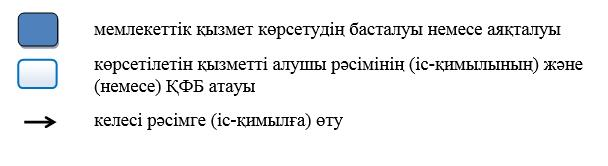 мемлекеттік қызмет көрсетудің басталуы немесе аяқталуы
көрсетілетін қызметті алушы рәсімінің (іс-қимылының) және
(немесе) ҚФБ атауы
келесі рәсімге (іс-қимылға) өту